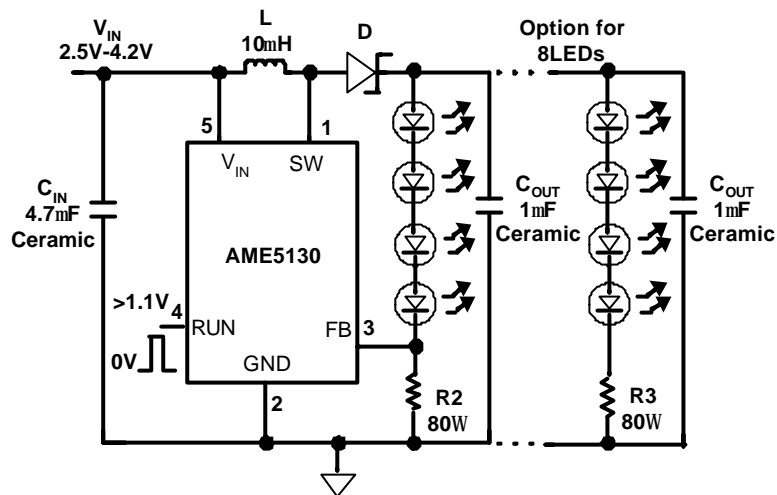 V_IN
2.5V-4.2V
L
10mH
D
Option for
8LEDs
5
1
V_IN
SW
C_IN
4.7mF
Ceramic
AME5130
C_OUT
1mF
Ceramic
C_OUT
1mF
Ceramic
>1.1V
4
RUN
FB
3
0V
GND
2
R2
80W
R3
80W